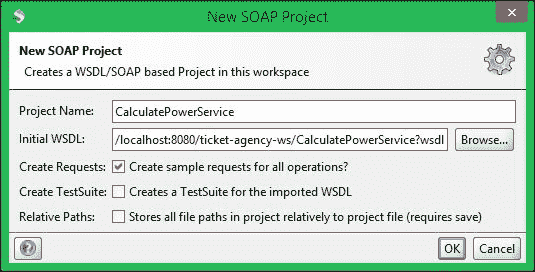 New SOAP Project
New SOAP Project
Creates a WSDL/SOAP based Project in this workspace
Project Name: CalculatePowerService
Initial WSDL: /localhost:8080/ticket-agency-ws/CalculatePowerService?wsdl Browse...
Create Requests: Create sample requests for all operations?
Create TestSuite: Creates a TestSuite for the imported WSDL
Relative Paths: Stores all file paths in project relatively to project file (requires save)
OK Cancel